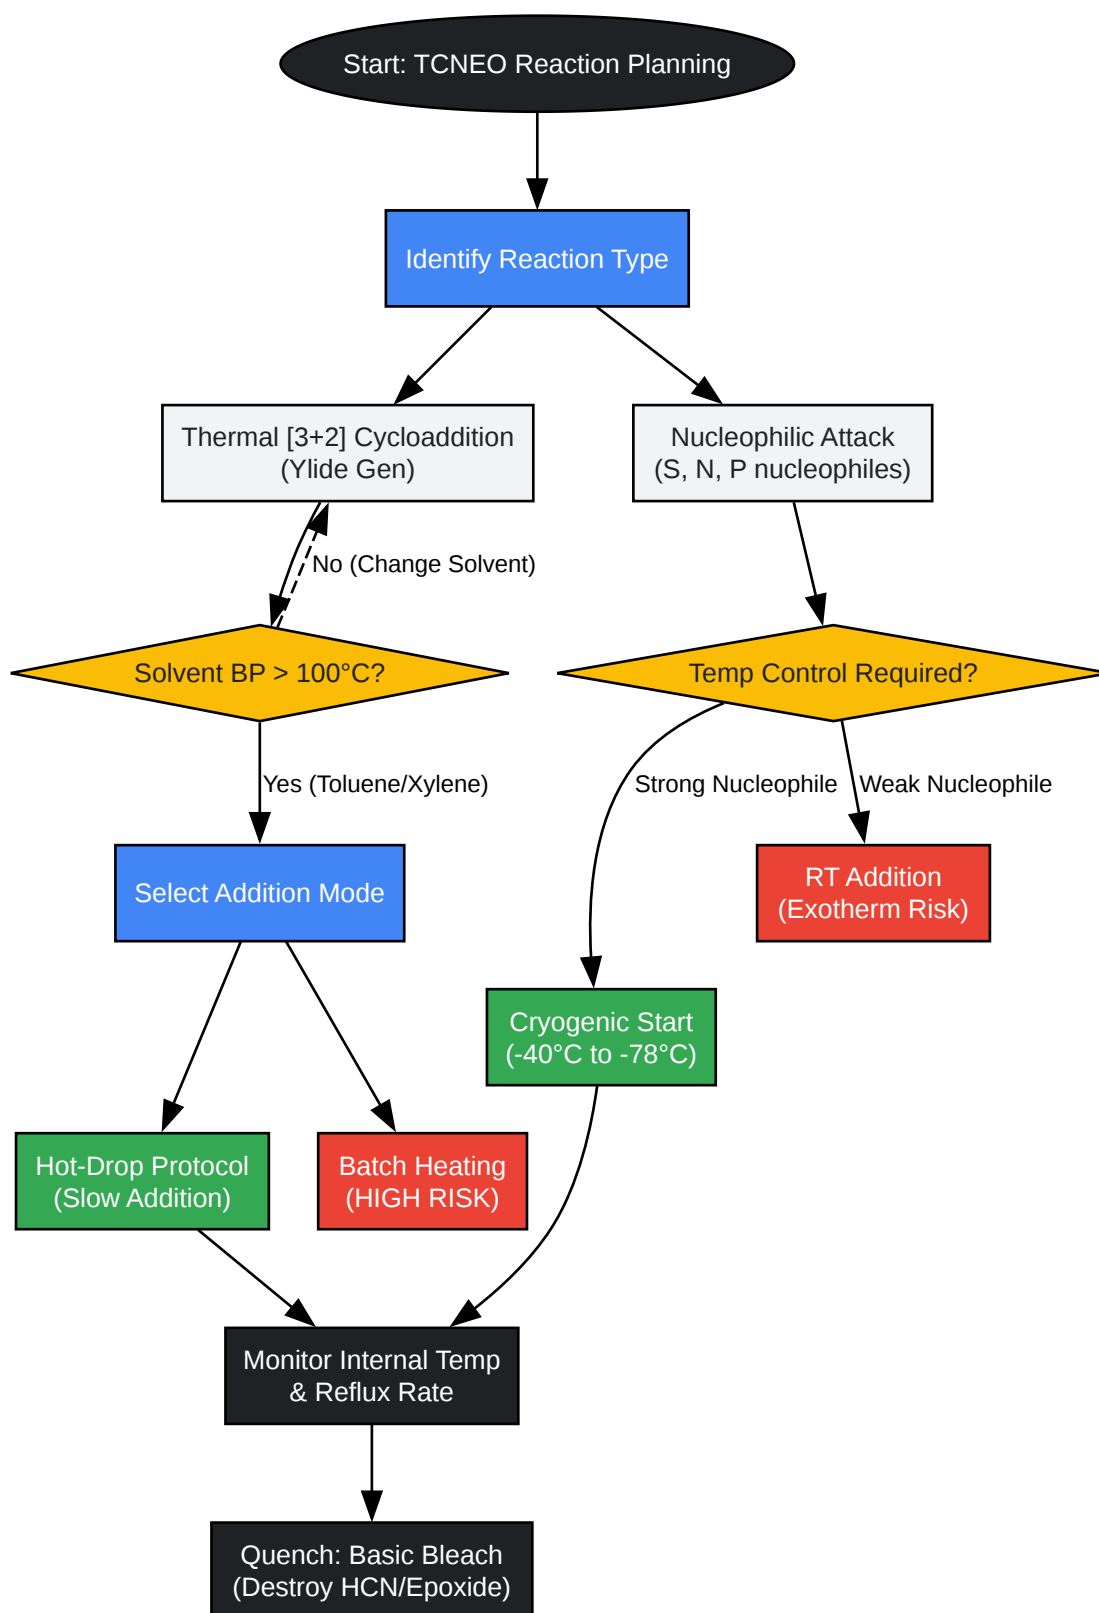 Start: TCNEO Reaction Planning
Identify Reaction Type
Thermal [3+2] Cycloaddition
(Ylide Gen)
Nucleophilic Attack
(S, N, P nucleophiles)
No (Change Solvent)
Solvent BP > 100°C?
Temp Control Required?
Yes (Toluene/Xylene)
Strong Nucleophile
Weak Nucleophile
Select Addition Mode
RT Addition
(Exotherm Risk)
Cryogenic Start
(-40°C to -78°C)
Hot-Drop Protocol
(Slow Addition)
Batch Heating
(HIGH RISK)
Monitor Internal Temp
& Reflux Rate
Quench: Basic Bleach
(Destroy HCN/Epoxide)